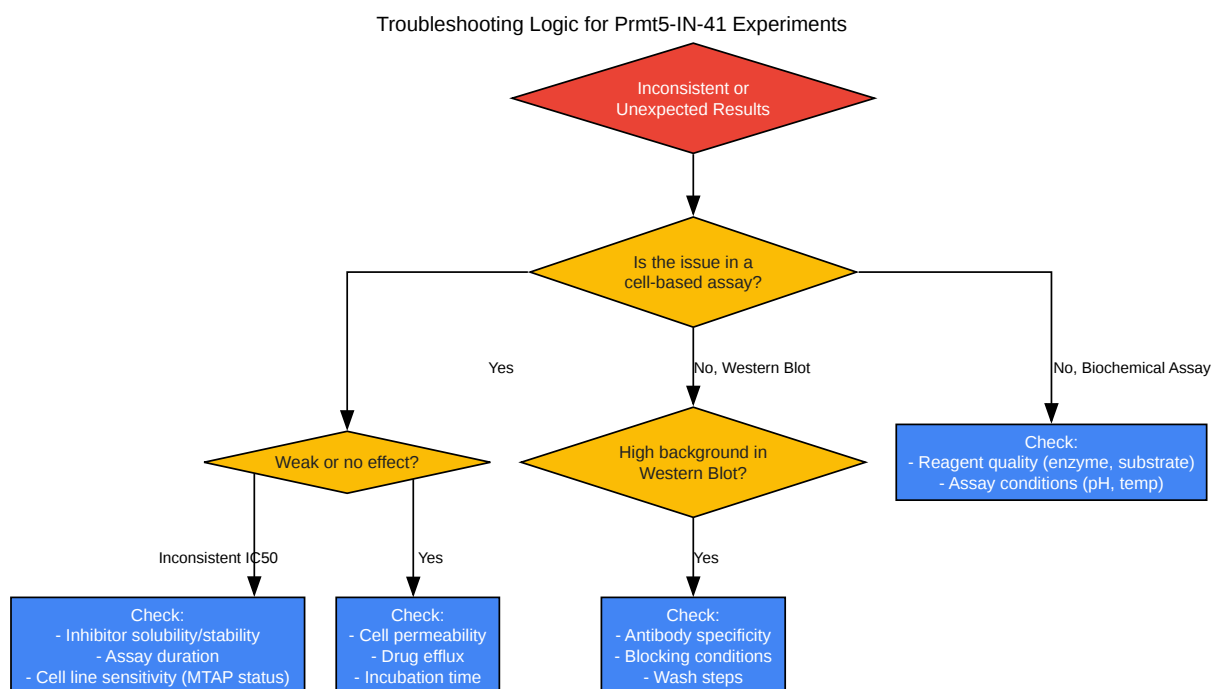 Troubleshooting Logic for Prmt5-IN-41 Experiments
Inconsistent or
Unexpected Results
Is the issue in a
cell-based assay?
Yes
No, Western Blot
No, Biochemical Assay
Weak or no effect?
High background in
Western Blot?
Check:
- Reagent quality (enzyme, substrate)
- Assay conditions (pH, temp)
Inconsistent IC50
Yes
Yes
Check:
- Inhibitor solubility/stability
- Assay duration
- Cell line sensitivity (MTAP status)
Check:
- Cell permeability
- Drug efflux
- Incubation time
Check:
- Antibody specificity
- Blocking conditions
- Wash steps